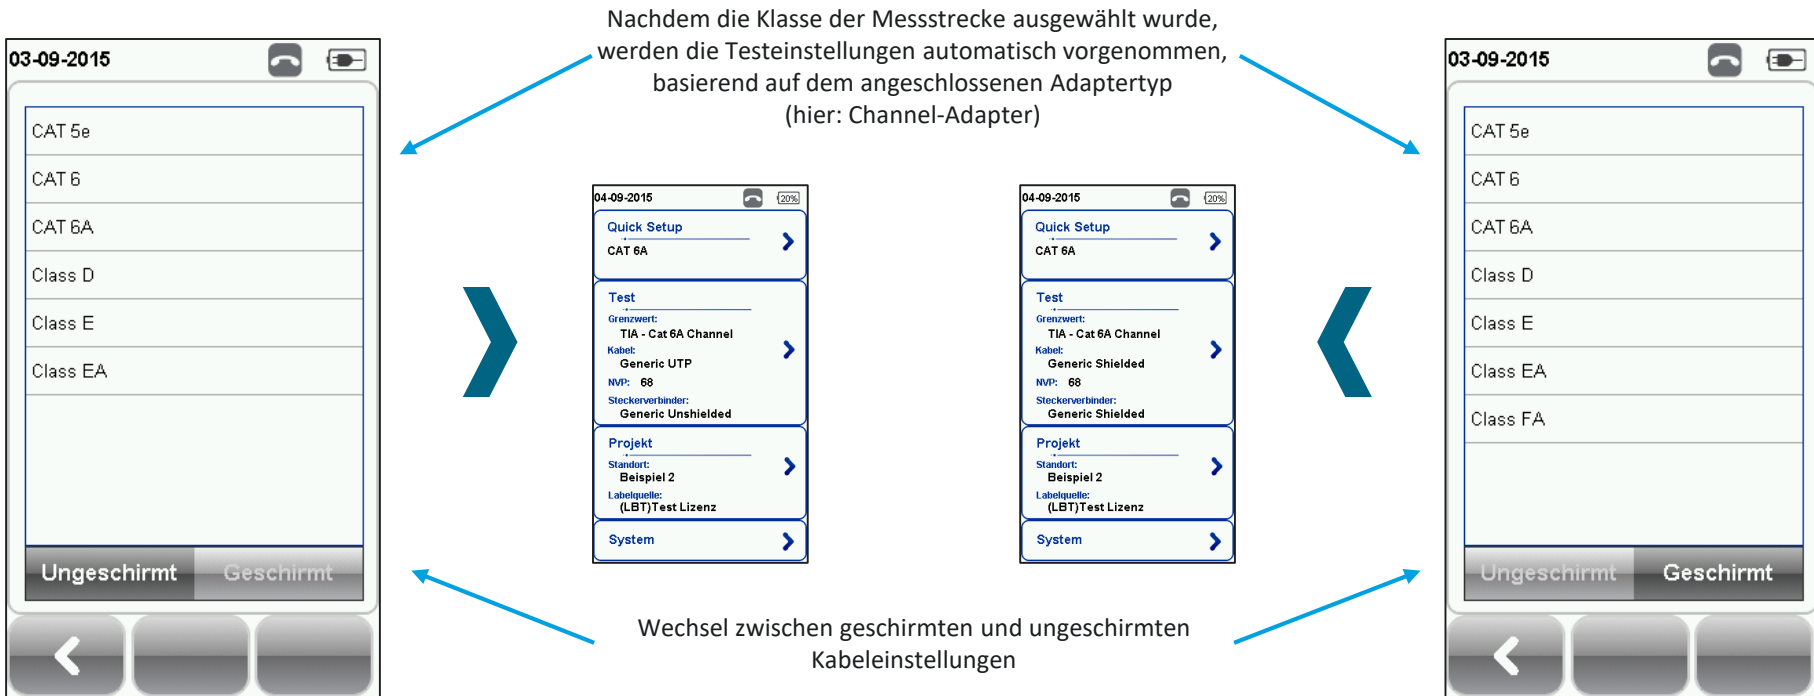 Nachdem die Klasse der Messstrecke ausgewählt wurde,
werden die Testeinstellungen automatisch vorgenommen,
basierend auf dem angeschlossenen Adaptertyp
(hier: Channel-Adapter)
03-09-2015
CAT 5e
CAT 6
CAT 6A
Class D
Class E
Class EA
Ungeschirmt Geschirmt
04-09-2015 20%
Quick Setup
CAT 6A
Test
Grenzwert:
TIA - Cat 6A Channel
Kabel:
Generic UTP
NVP: 68
Steckerverbinder:
Generic Unshielded
Projekt
Standort:
Beispiel 2
Labelquelle:
(LBT)Test Lizenz
System
04-09-2015 20%
Quick Setup
CAT 6A
Test
Grenzwert:
TIA - Cat 6A Channel
Kabel:
Generic Shielded
NVP: 68
Steckerverbinder:
Generic Shielded
Projekt
Standort:
Beispiel 2
Labelquelle:
(LBT)Test Lizenz
System
03-09-2015
CAT 5e
CAT 6
CAT 6A
Class D
Class E
Class EA
Class FA
Ungeschirmt Geschirmt
Wechsel zwischen geschirmten und ungeschirmten
Kabeleinstellungen